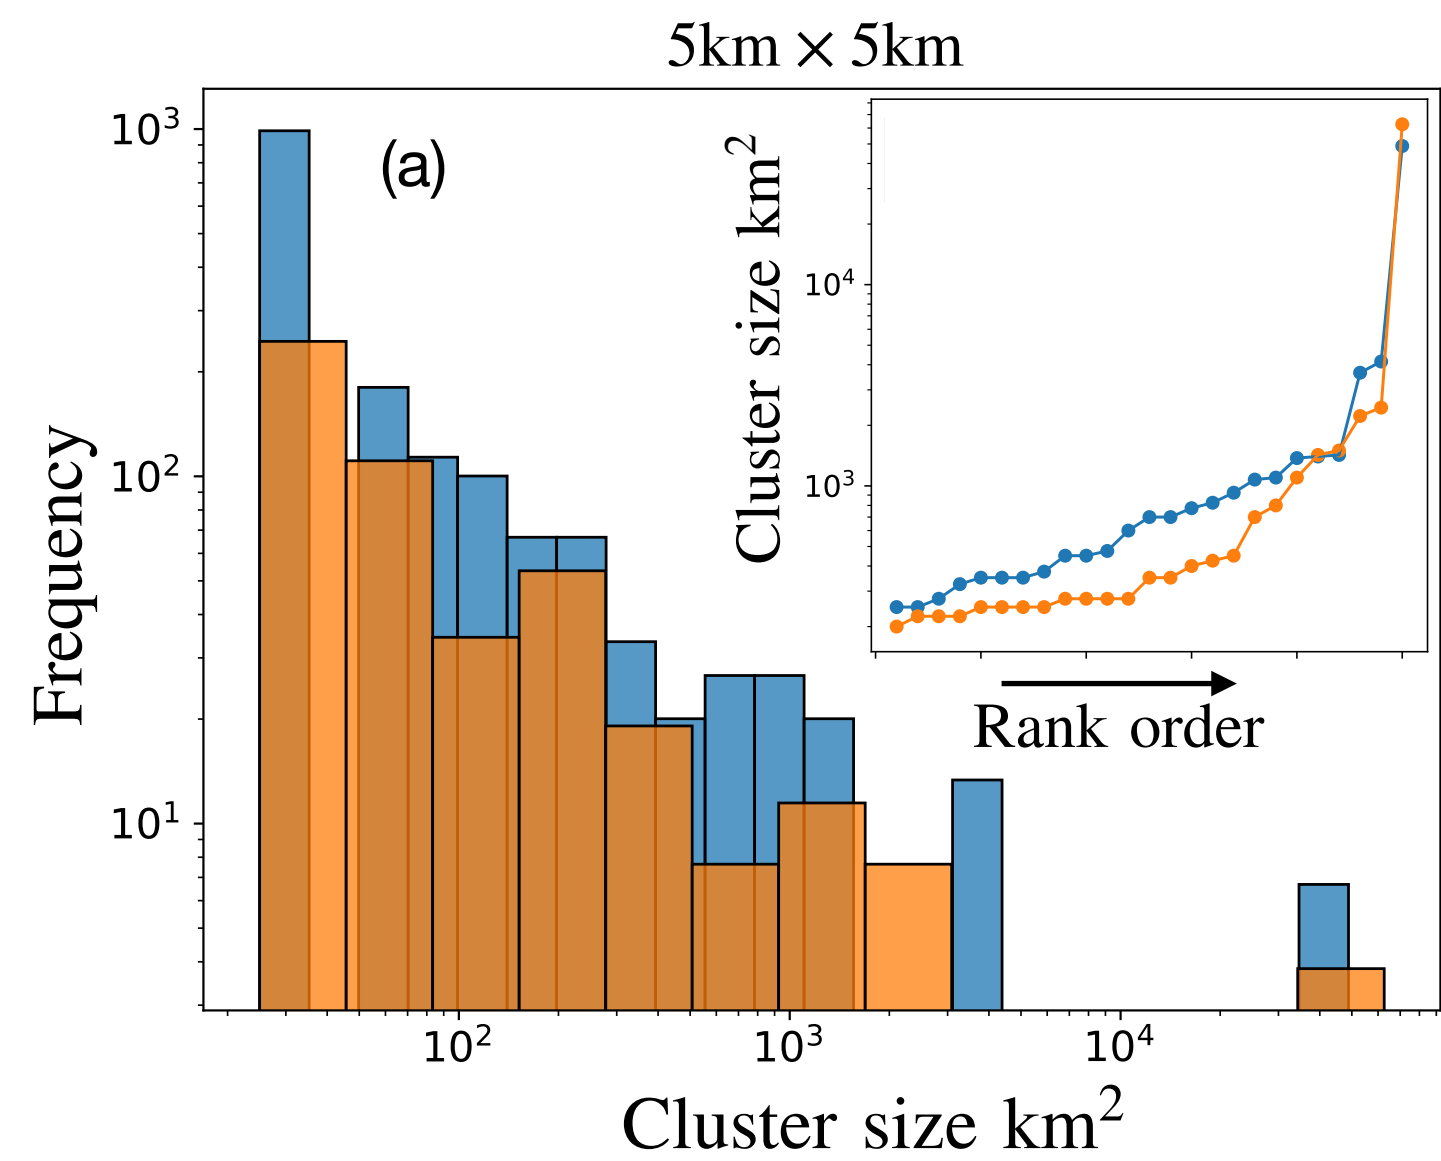 5km × 5km
(a)
Frequency
10³
10²
10¹
Cluster size km²
10⁴
10³
Rank order
10²
10³
10⁴
Cluster size km²